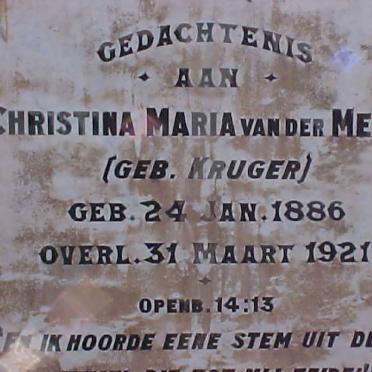 GEDACHTENIS
AAN
CHRISTINA MARIA VAN DER ME
(GEB. KRUGER)
GEB. 24 JAN. 1886
OVERL. 31 MAART 1921
OPENB. 14:13
EN IK HOORDE EENE STEM UIT DE